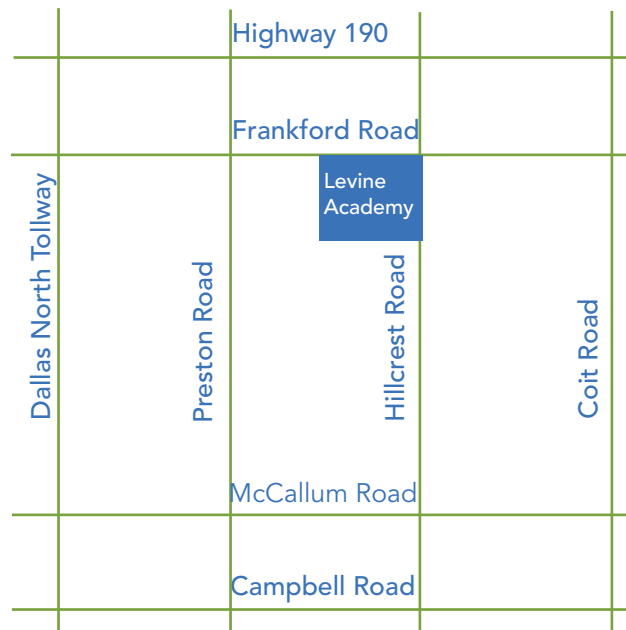 Highway 190
Frankford Road
Levine
Academy
Dallas North Tollway
Preston Road
Hillcrest Road
Coit Road
McCallum Road
Campbell Road